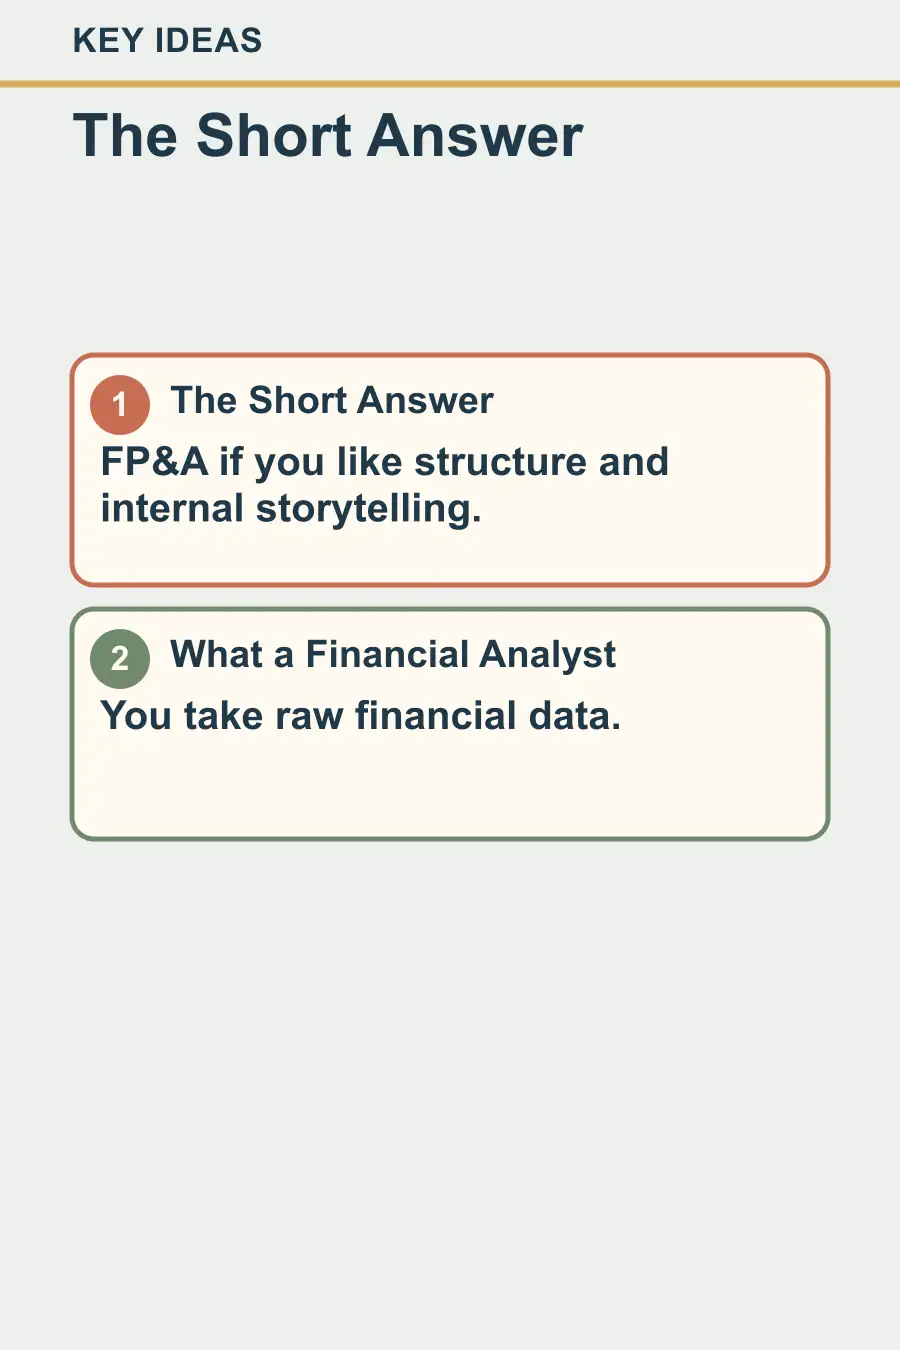 KEY IDEAS
The Short Answer
1 The Short Answer
FP&A if you like structure and
internal storytelling.
2 What a Financial Analyst
You take raw financial data.